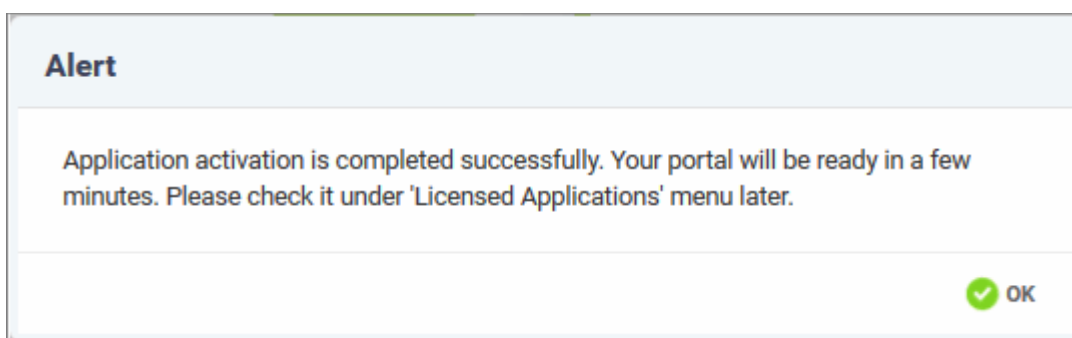 Alert
Application activation is completed successfully. Your portal will be ready in a few
minutes. Please check it under 'Licensed Applications' menu later.
OK